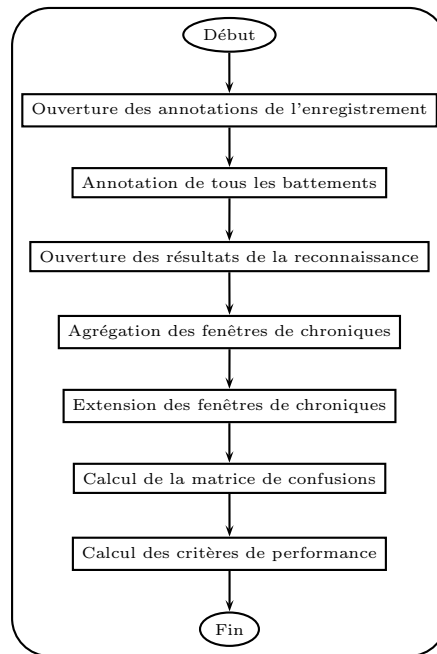 Début
Ouverture des annotations de l'enregistrement
Annotation de tous les battements
Ouverture des résultats de la reconnaissance
Agrégation des fenêtres de chroniques
Extension des fenêtres de chroniques
Calcul de la matrice de confusions
Calcul des critères de performance
Fin